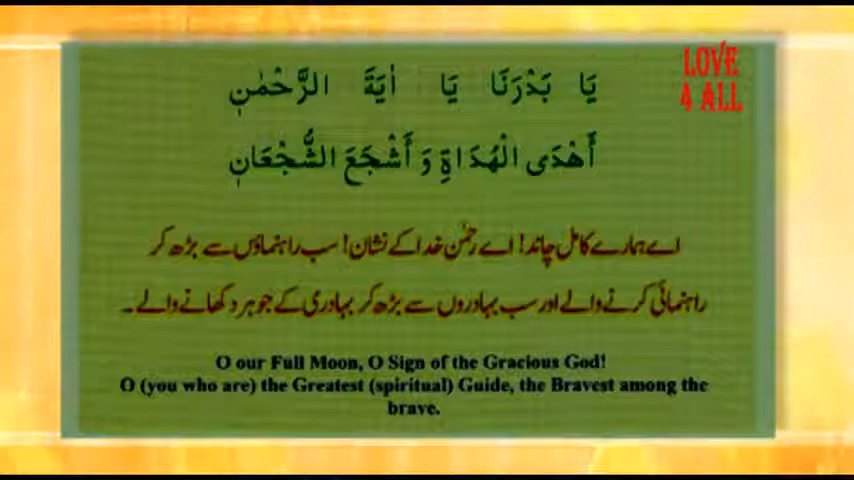 يَا بَدْرَنَا يَا اٰيَةَ الرَّحْمٰنِ
أَهْدَى الْهُدَاةِ وَ أَشْجَعَ الشُّجْعَانِ
اے ہمارے کامل چاند! اے رحمٰن خدا کے نشان! سب راہنماؤں سے بڑھ کر
راہنمائی کرنے والے اور سب بہادروں سے بڑھ کر بہادری کے جوہر دکھانے والے۔
O our Full Moon, O Sign of the Gracious God!
O (you who are) the Greatest (spiritual) Guide, the Bravest among the
brave.
LOVE
4 ALL